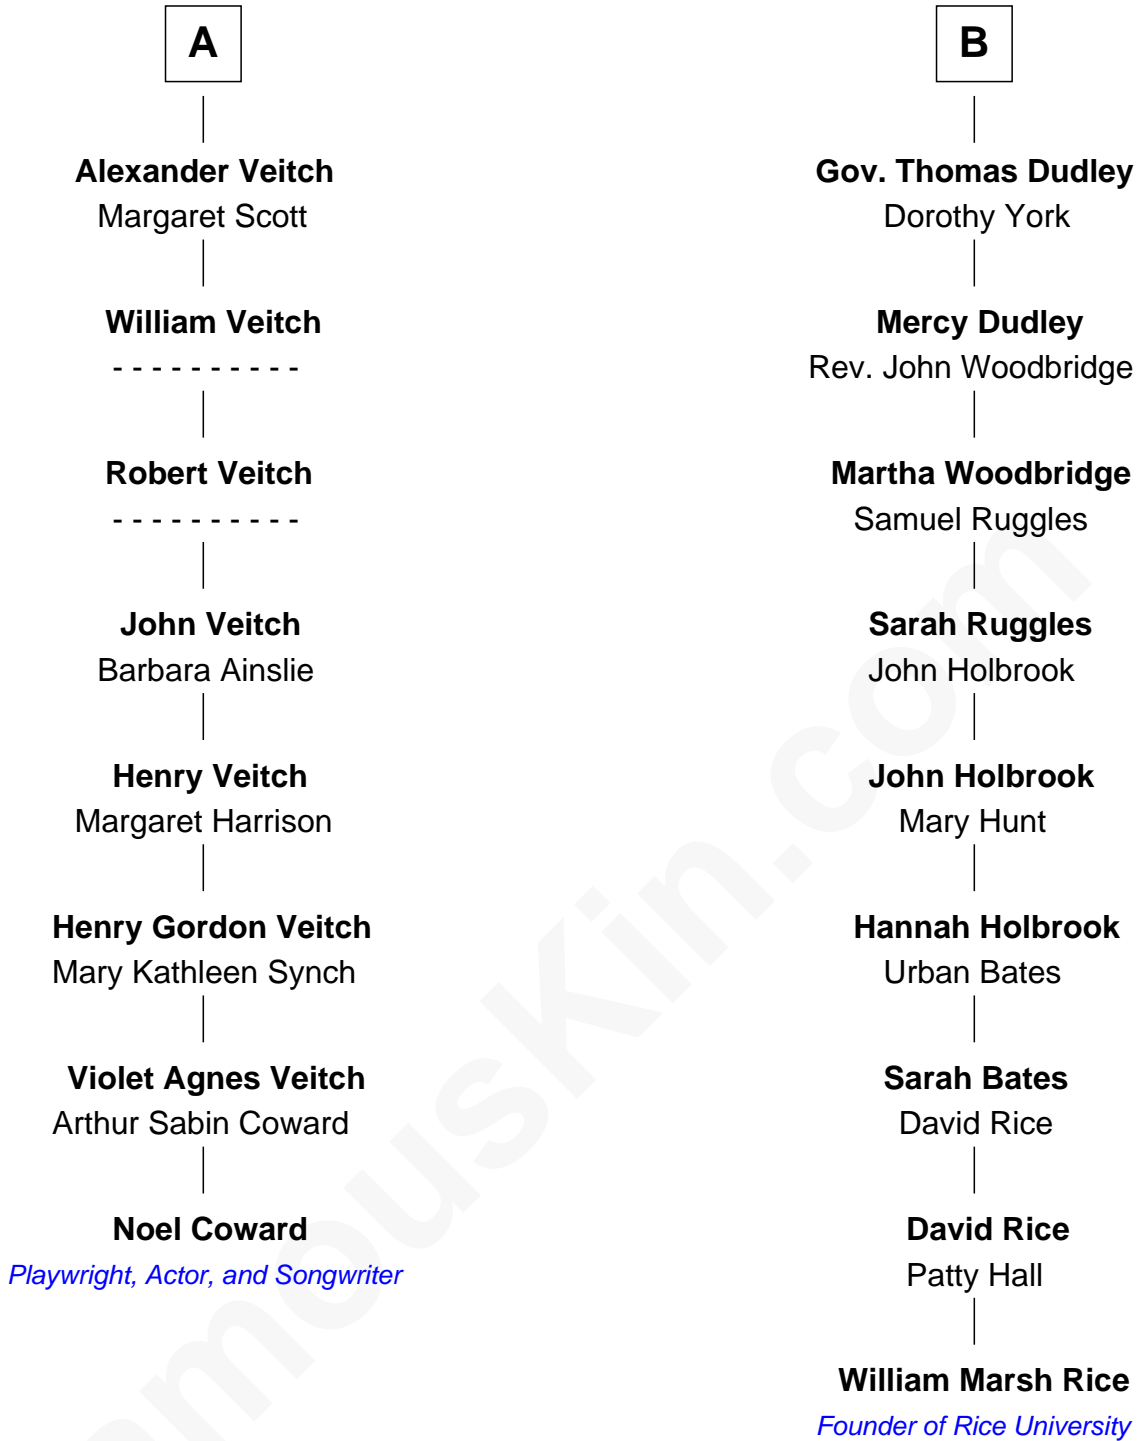 A
Alexander Veitch
Margaret Scott
William Veitch
- - - - - - - - - -
Robert Veitch
- - - - - - - - - -
John Veitch
Barbara Ainslie
Henry Veitch
Margaret Harrison
Henry Gordon Veitch
Mary Kathleen Synch
Violet Agnes Veitch
Arthur Sabin Coward
Noel Coward
Playwright, Actor, and Songwriter
B
Gov. Thomas Dudley
Dorothy York
Mercy Dudley
Rev. John Woodbridge
Martha Woodbridge
Samuel Ruggles
Sarah Ruggles
John Holbrook
John Holbrook
Mary Hunt
Hannah Holbrook
Urban Bates
Sarah Bates
David Rice
David Rice
Patty Hall
William Marsh Rice
Founder of Rice University
amousKin.com